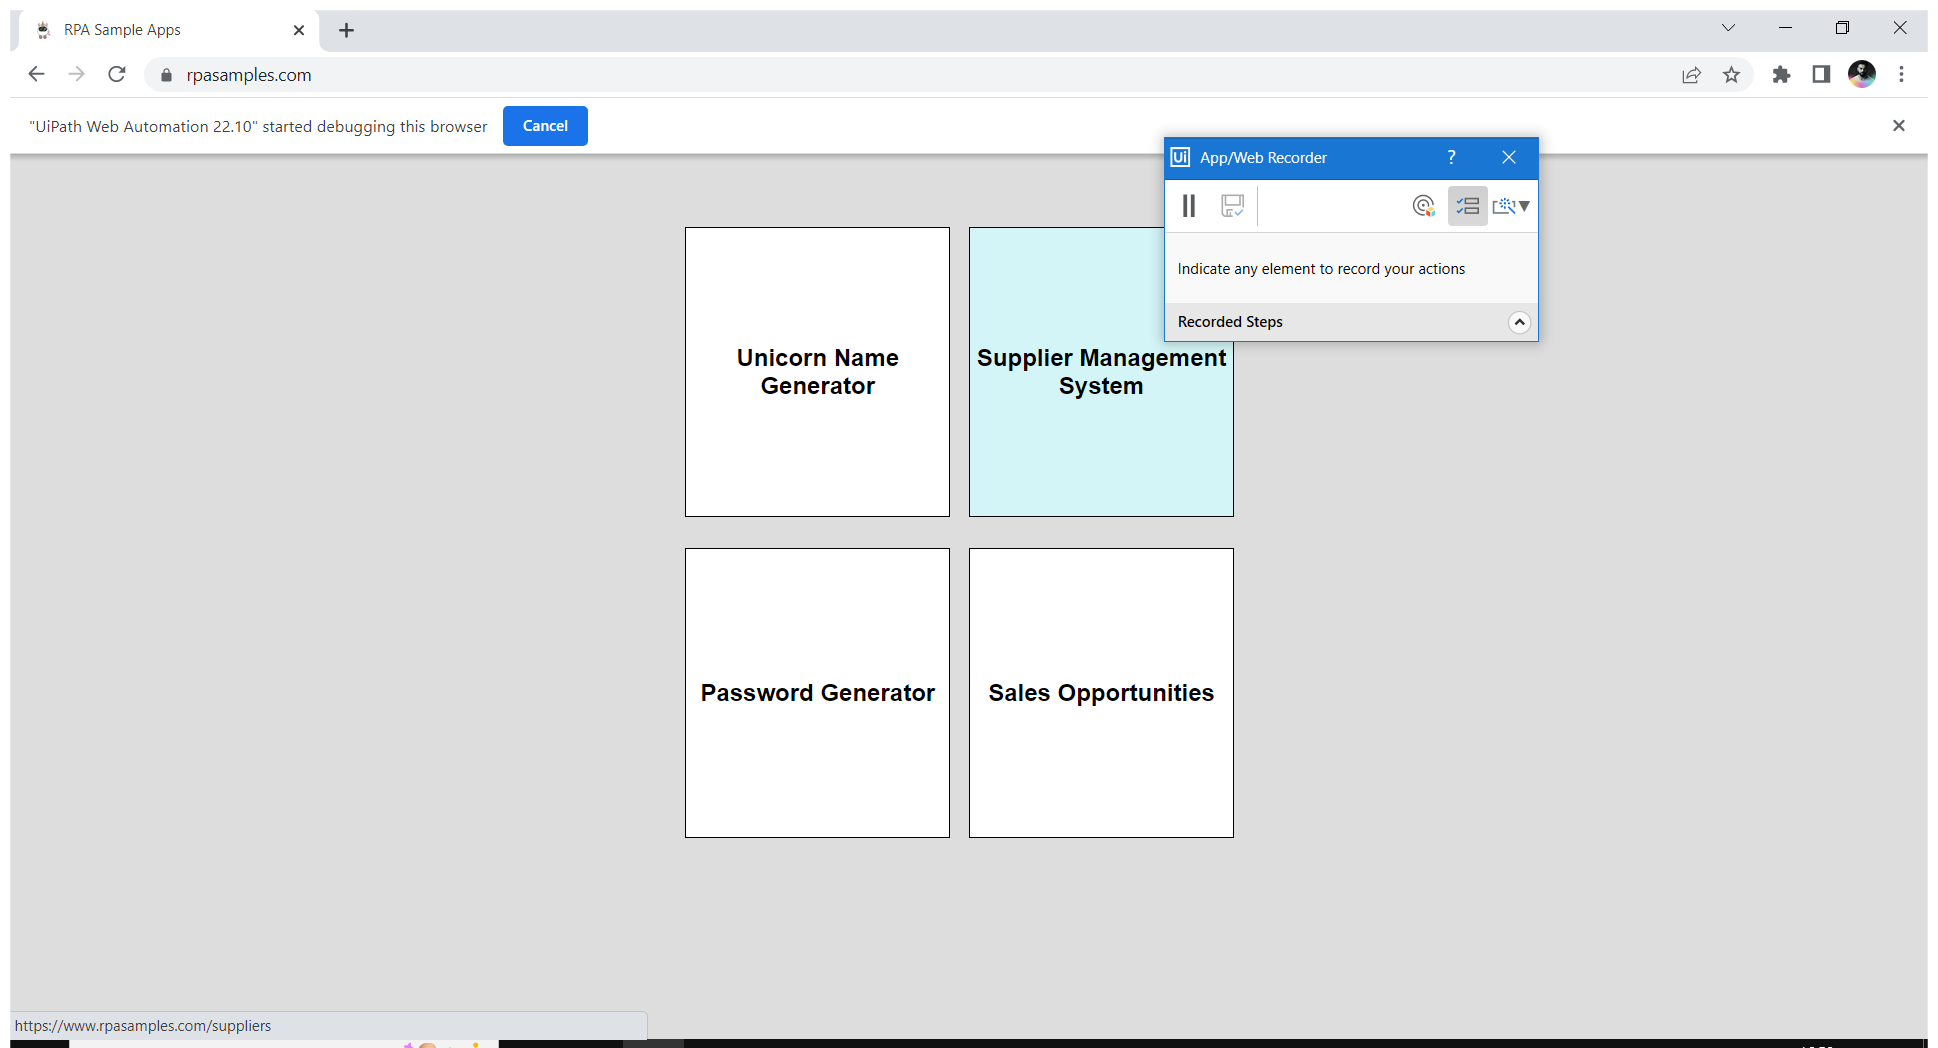 RPA Sample Apps
rpasamples.com
"UiPath Web Automation 22.10" started debugging this browser
Cancel
Ui App/Web Recorder ?
Indicate any element to record your actions
Recorded Steps
Unicorn Name
Generator
Supplier Management
System
Password Generator
Sales Opportunities
https://www.rpasamples.com/suppliers